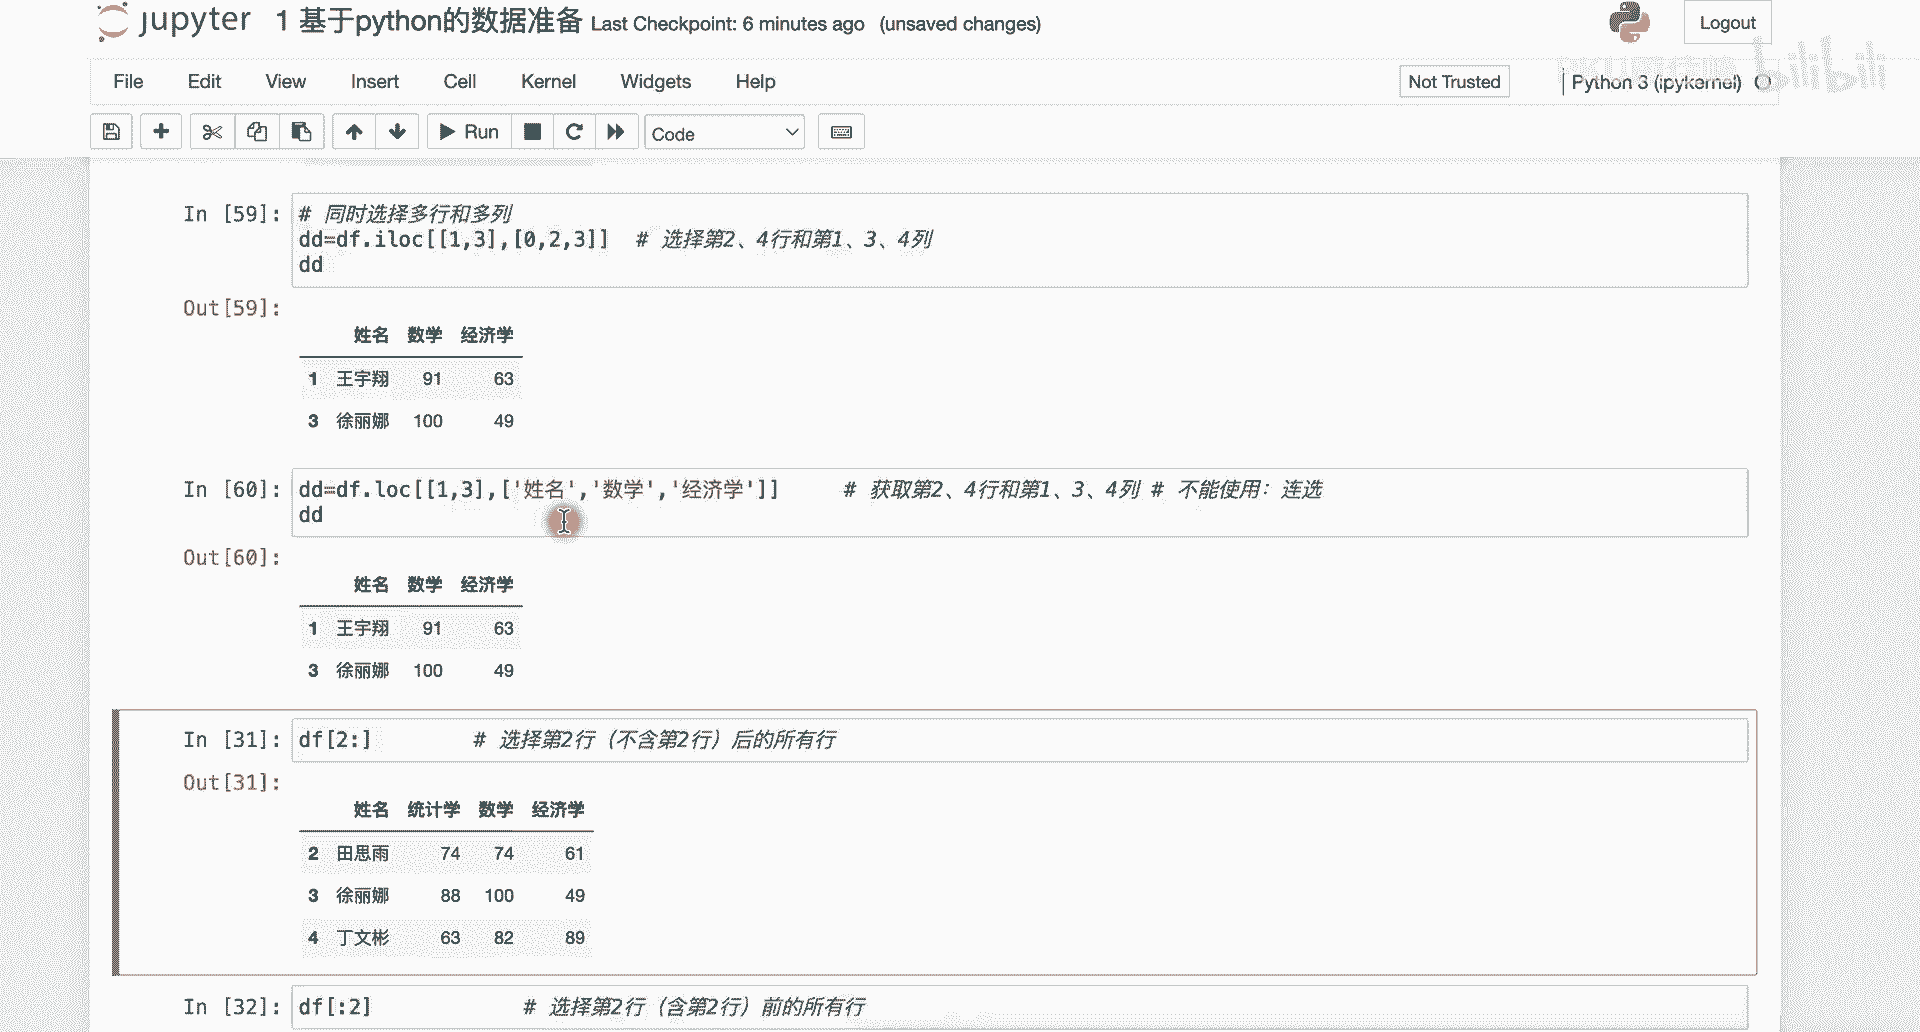 jupyter 1 基于python的数据准备 Last Checkpoint: 6 minutes ago (unsaved changes)
Logout
bilibili
File Edit View Insert Cell Kernel Widgets Help
Not Trusted
Python 3 (ipykernel)
Run
Code
In [59]:
# 同时选择多行和多列
dd=df.iloc[[1,3],[0,2,3]] # 选择第2、4行和第1、3、4列
dd
Out[59]:
姓名 数学 经济学
1 王宇翔 91 63
3 徐丽娜 100 49
In [60]:
dd=df.loc[[1,3],['姓名','数学','经济学']] # 获取第2、4行和第1、3、4列 # 不能使用：连选
dd
Out[60]:
姓名 数学 经济学
1 王宇翔 91 63
3 徐丽娜 100 49
In [31]:
df[2:] # 选择第2行（不含第2行）后的所有行
Out[31]:
姓名 统计学 数学 经济学
2 田思雨 74 74 61
3 徐丽娜 88 100 49
4 丁文彬 63 82 89
In [32]:
df[:2] # 选择第2行（含第2行）前的所有行